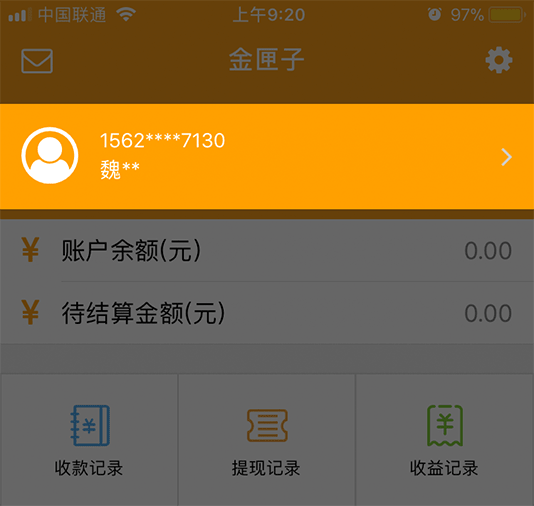 中国联通 上午9:20 97%
金匣子
1562****7130
魏**
¥ 账户余额(元) 0.00
¥ 待结算金额(元) 0.00
收款记录 提现记录 收益记录